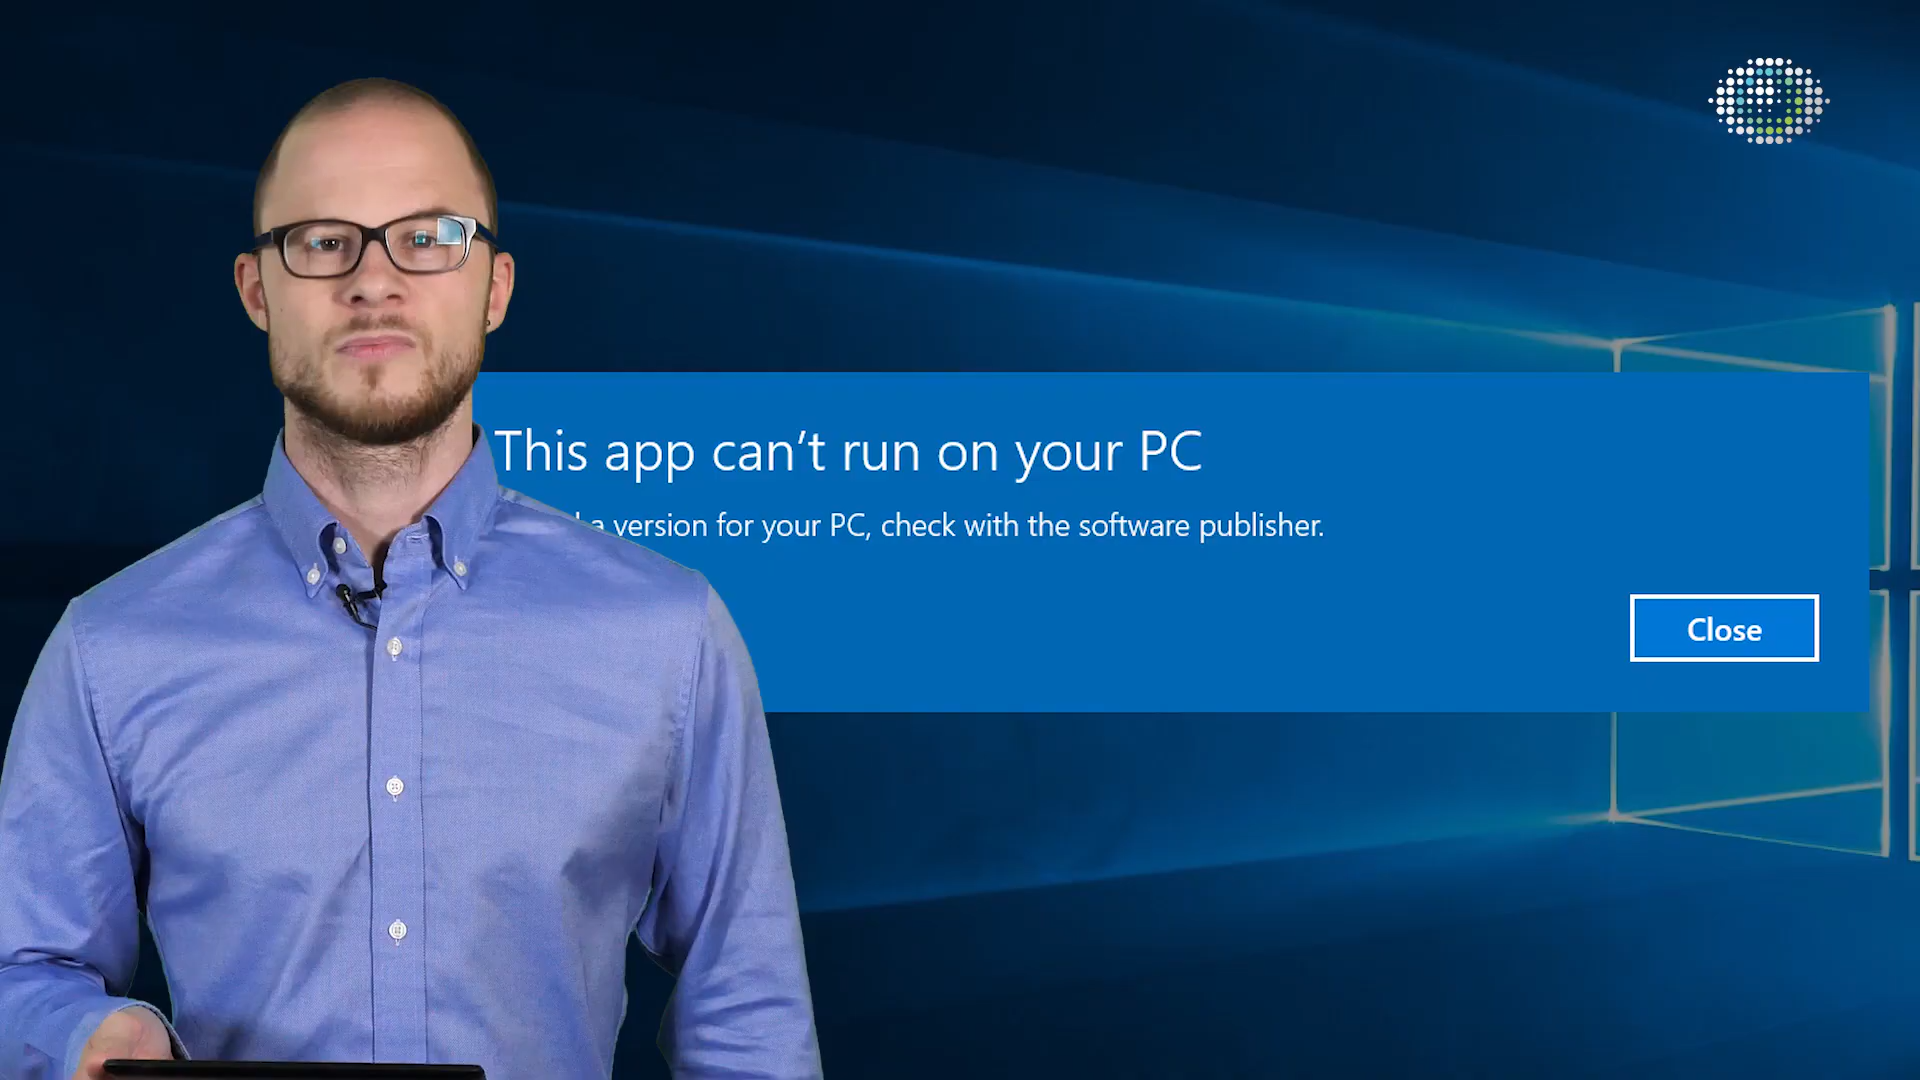 This app can't run on your PC
a version for your PC, check with the software publisher.
Close